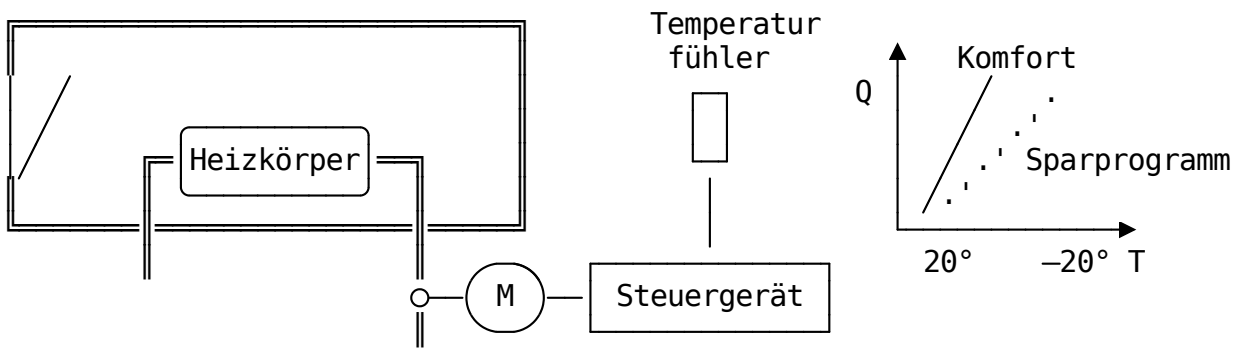 Temperatur
fühler
Komfort
Q
Heizkörper
Sparprogramm
20° –20° T
M
Steuergerät